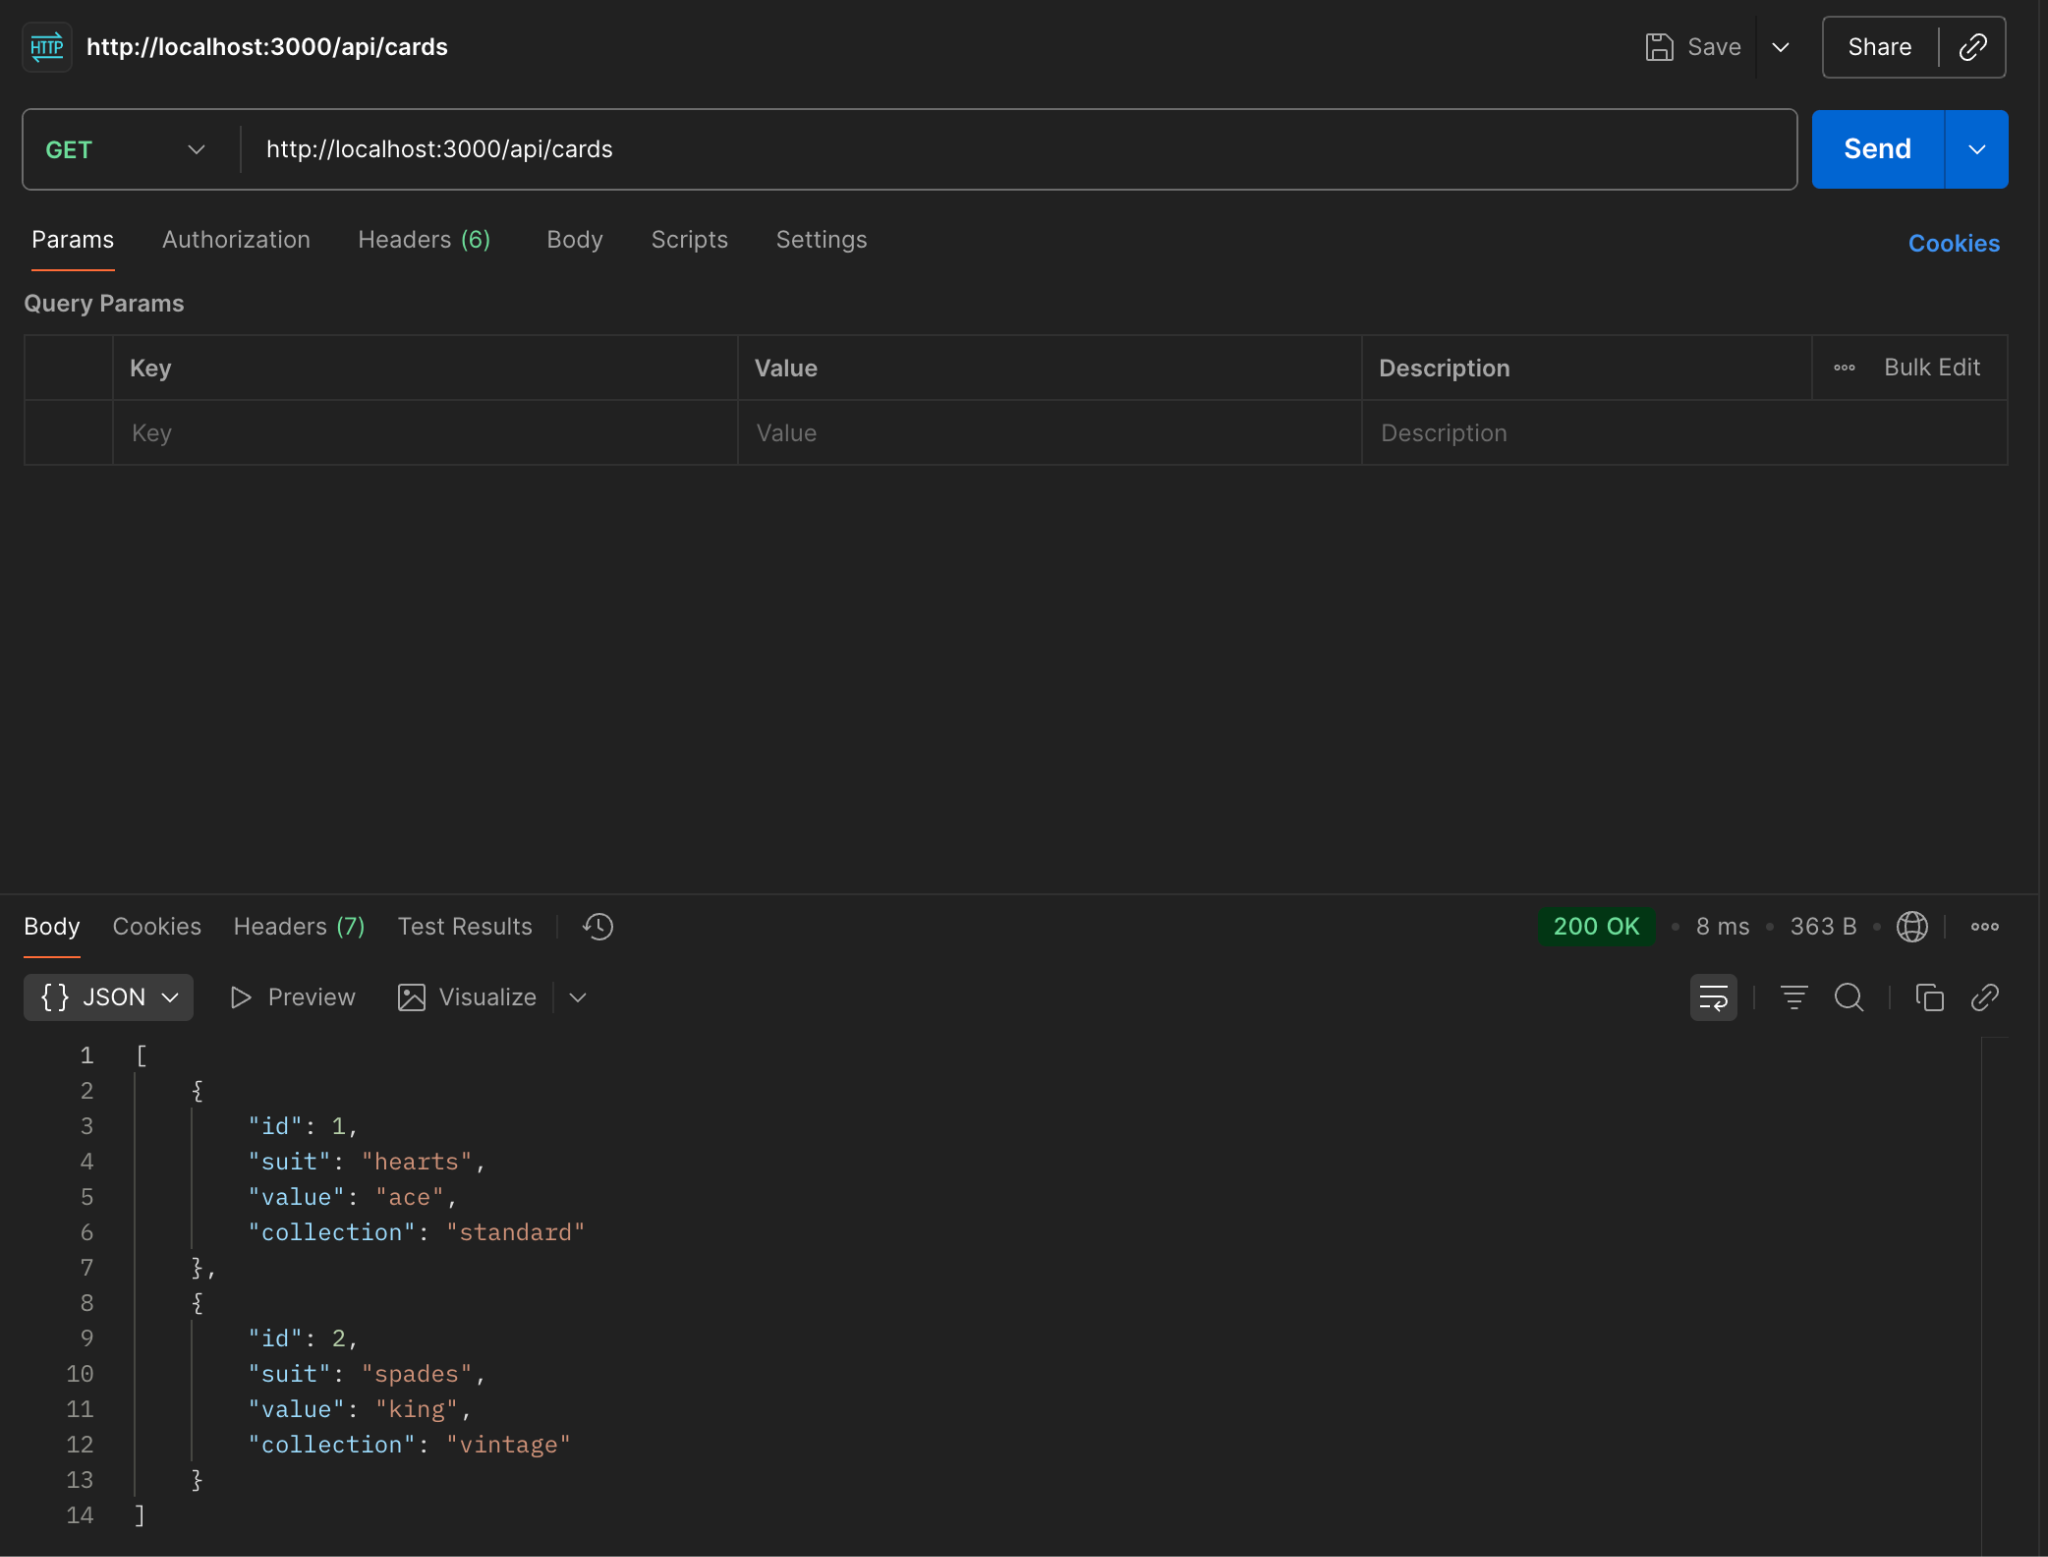 HTTP http://localhost:3000/api/cards Save Share
GET http://localhost:3000/api/cards Send
Params Authorization Headers (6) Body Scripts Settings Cookies
Query Params
Key Value Description Bulk Edit
Key Value Description
Body Cookies Headers (7) Test Results 200 OK • 8 ms • 363 B •
{} JSON Preview Visualize
1 [
2 {
3 "id": 1,
4 "suit": "hearts",
5 "value": "ace",
6 "collection": "standard"
7 },
8 {
9 "id": 2,
10 "suit": "spades",
11 "value": "king",
12 "collection": "vintage"
13 }
14 ]